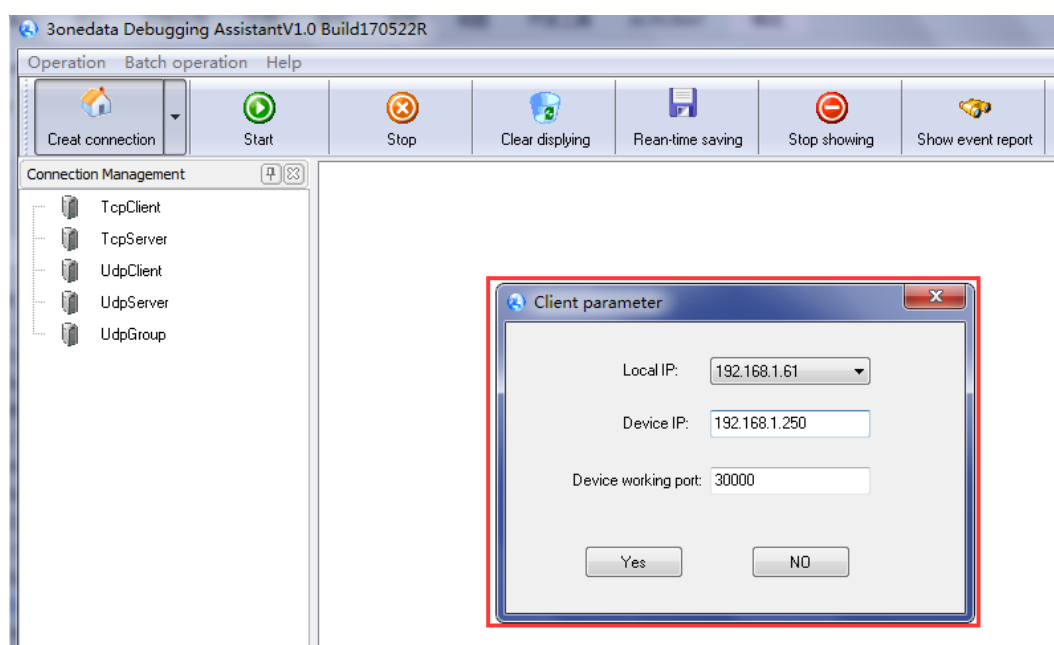 3onedata Debugging AssistantV1.0 Build170522R
Operation Batch operation Help
Creat connection Start Stop Clear displying Rean-time saving Stop showing Show event report
Connection Management
TcpClient
TcpServer
UdpClient
UdpServer
UdpGroup
Client parameter
Local IP: 192.168.1.61
Device IP: 192.168.1.250
Device working port: 30000
Yes NO